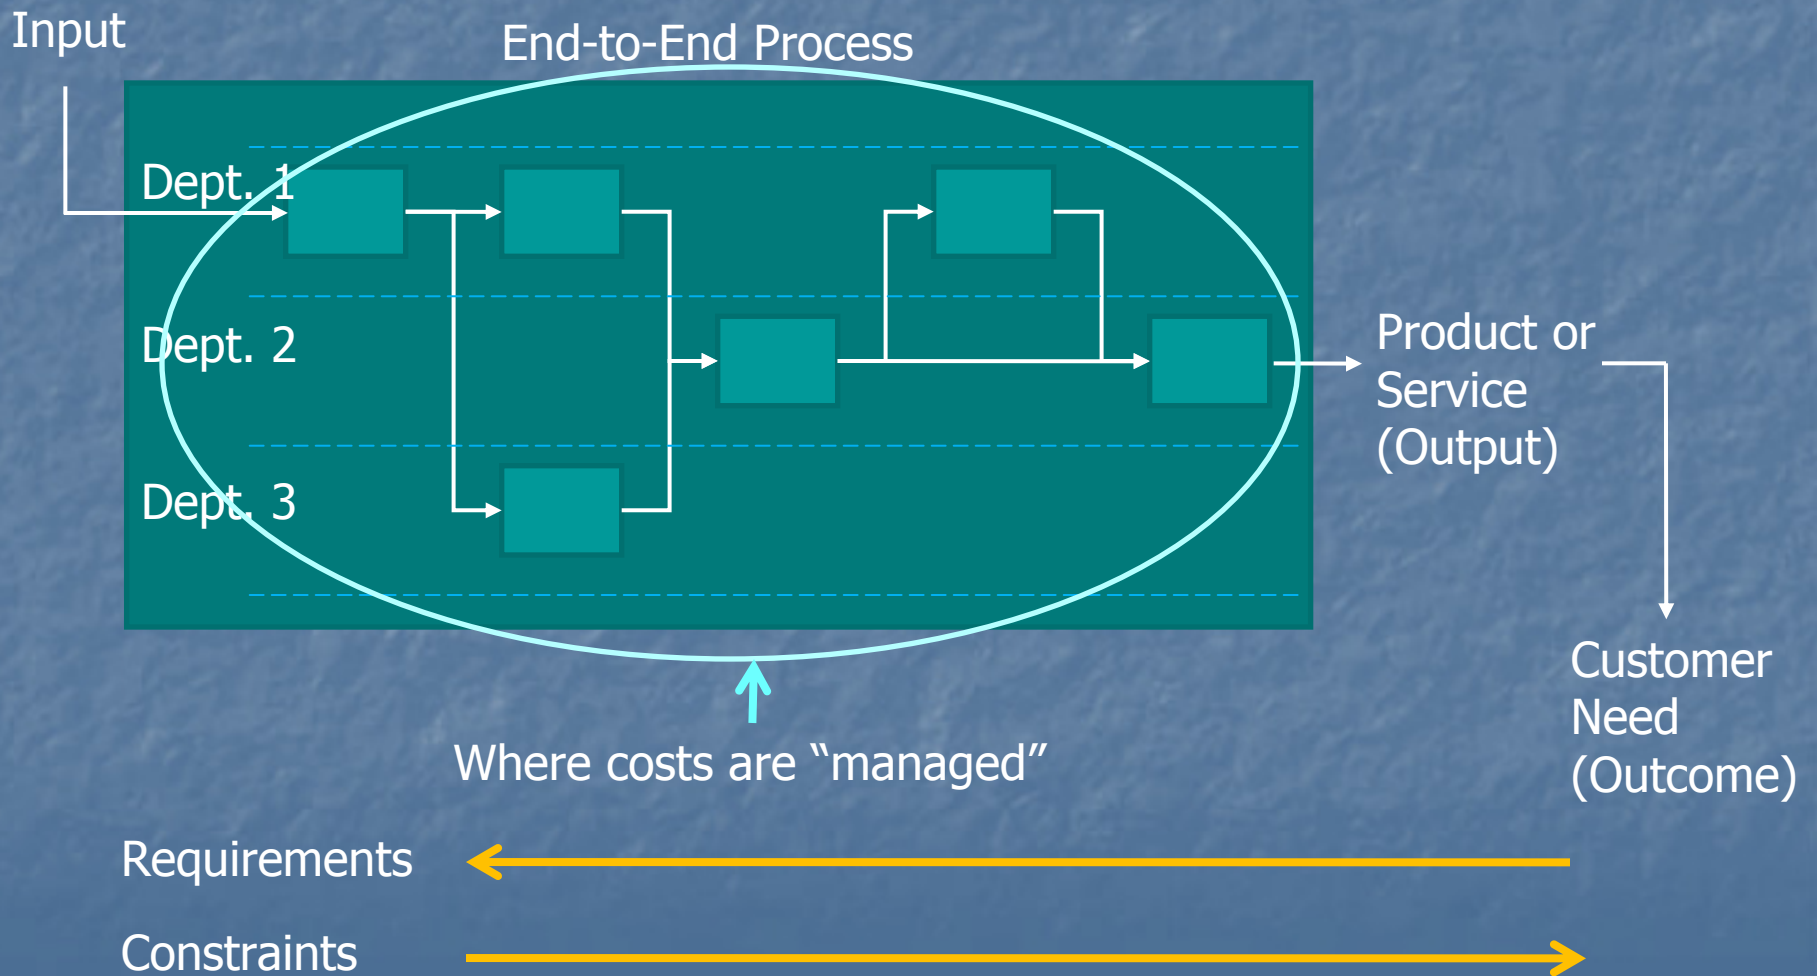 Input
End-to-End Process
Dept. 1
Dept. 2
Dept. 3
Product or
Service
(Output)
Customer
Need
(Outcome)
Where costs are “managed”
Requirements
Constraints